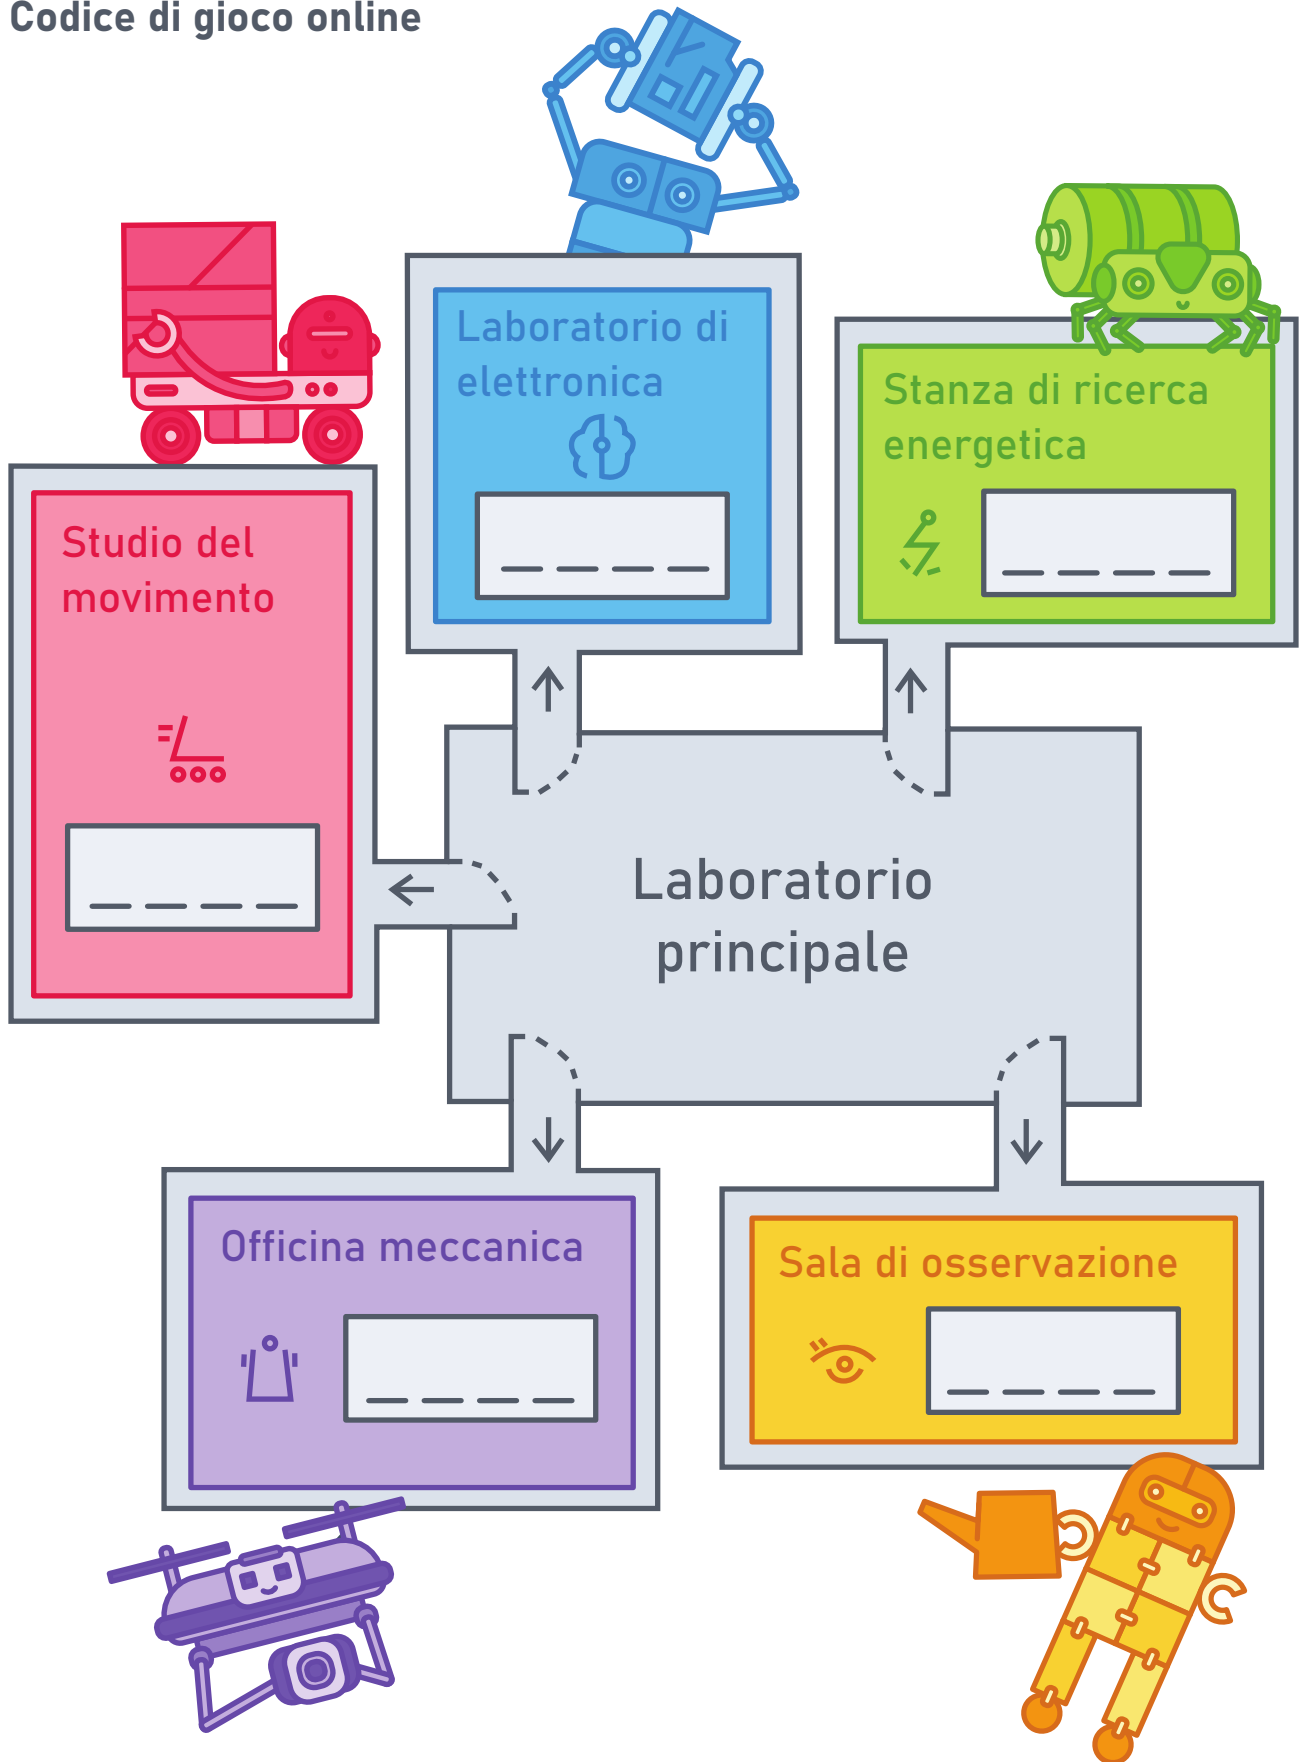 Codice di gioco online
Laboratorio di
elettronica
Stanza di ricerca
energetica
Studio del
movimento
Laboratorio
principale
Officina meccanica
Sala di osservazione